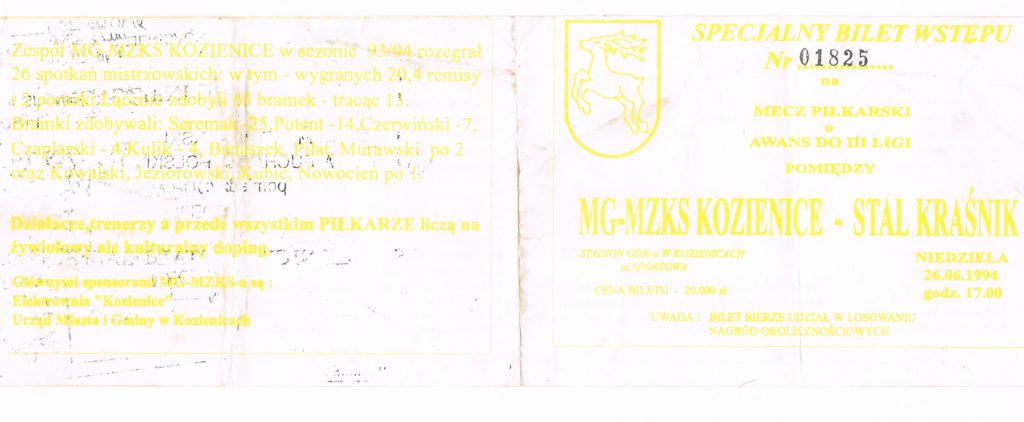 Zespół MG-MZKS KOZIENICE w sezonie 93/94 rozegrał
26 spotkań mistrzowskich: w tym - wygranych 20,4 remisy
i 2 porażki.Łącznie zdobyli 66 bramek - tracąc 13.
Bramki zdobywali: Seremak -25,Potent -14,Czerwiński -7,
Czaplarski - 4,Kulik - 4, Banaszek, Piłat, Murawski po 2
oraz Kowalski, Jeziorowski, Kubic, Nowocień po 1.
Działacze,trenerzy a przede wszystkim PIŁKARZE liczą na
żywiołowy ale kulturalny doping.
Głównymi sponsorami MG-MZKS-u są :
Elektrównia "Kozienice"
Urząd Miasta i Gminy w Kozienicach
SPECJALNY BILET WSTĘPU
Nr 01825
na
MECZ PIŁKARSKI
o
AWANS DO III LIGI
POMIĘDZY
MG-MZKS KOZIENICE - STAL KRAŚNIK
STADION OSIR-u W KOZIENICACH
ul.SPORTOWA
NIEDZIELA
26.06.1994
godz. 17.00
CENA BILETU - 20.000 zł
UWAGA ! BILET BIERZE UDZIAŁ W LOSOWANIU
NAGRÓD OKOLICZNOŚCIOWYCH